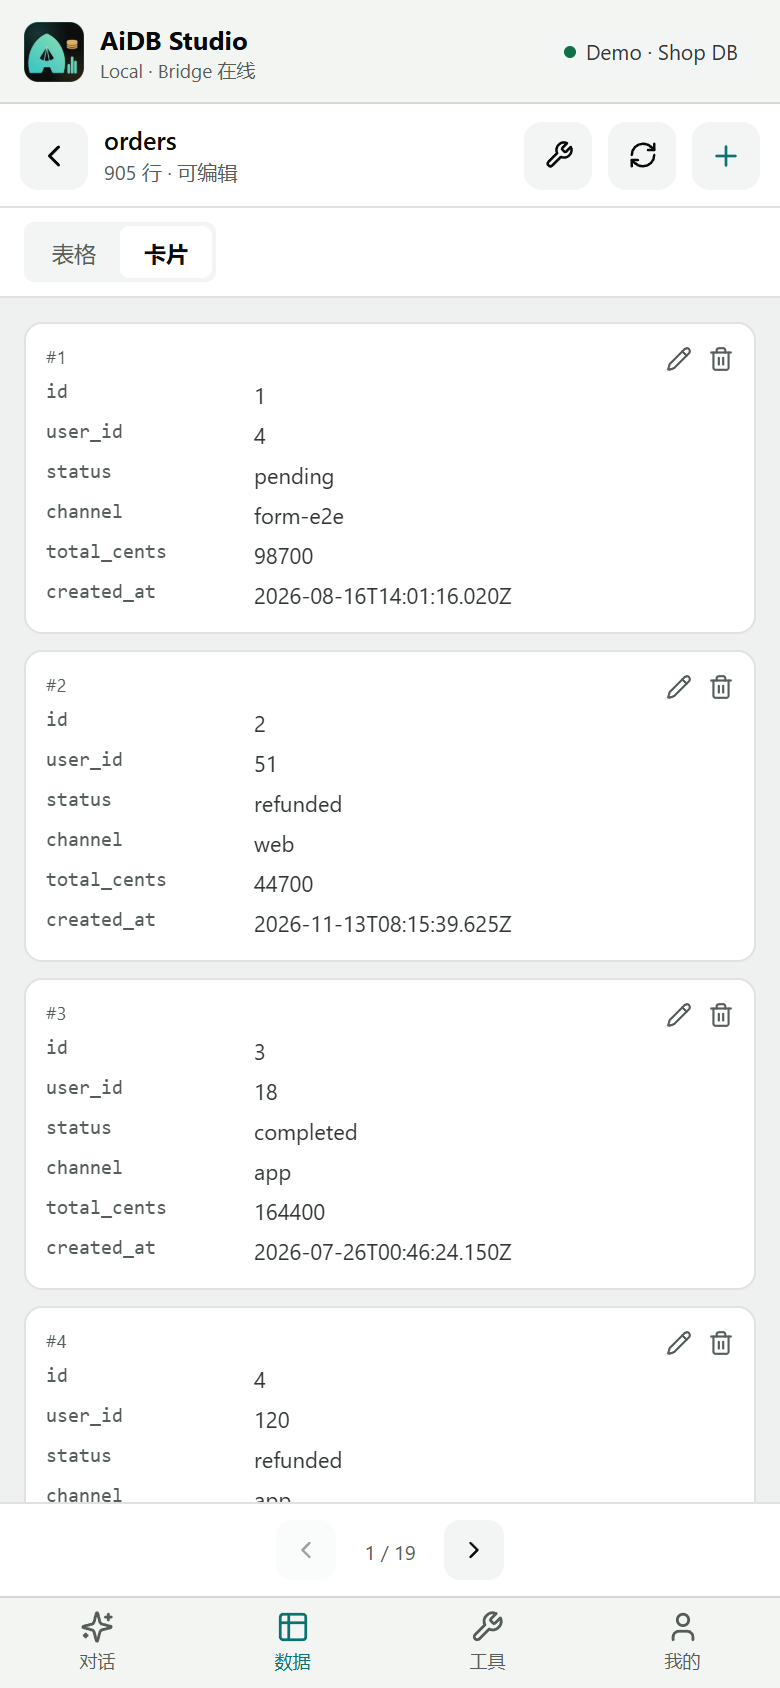 AiDB Studio
Local · Bridge 在线
Demo · Shop DB
orders
905 行 · 可编辑
表格 卡片
#1
id 1
user_id 4
status pending
channel form-e2e
total_cents 98700
created_at 2026-08-16T14:01:16.020Z
#2
id 2
user_id 51
status refunded
channel web
total_cents 44700
created_at 2026-11-13T08:15:39.625Z
#3
id 3
user_id 18
status completed
channel app
total_cents 164400
created_at 2026-07-26T00:46:24.150Z
#4
id 4
user_id 120
status refunded
channel app
1 / 19
对话 数据 工具 我的